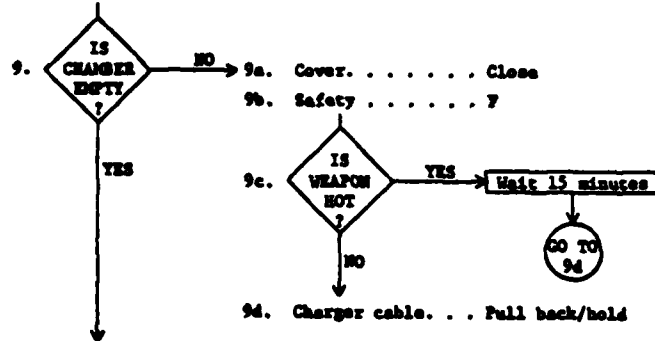 9. IS CHAMBER EMPTY ?
NO
9a. Cover. . . . . . . Close
9b. Safety . . . . . . F
YES
9c. IS WEAPON HOT ?
YES
Wait 15 minutes
GO TO 9d
NO
9d. Charger cable. . . Pull back/hold